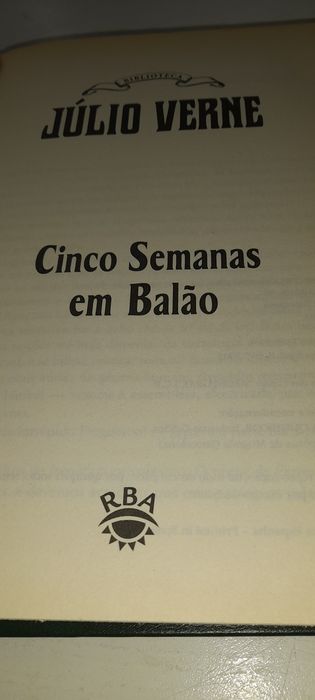 BIBLIOTECA
JÚLIO VERNE
Cinco Semanas
em Balão
RBA